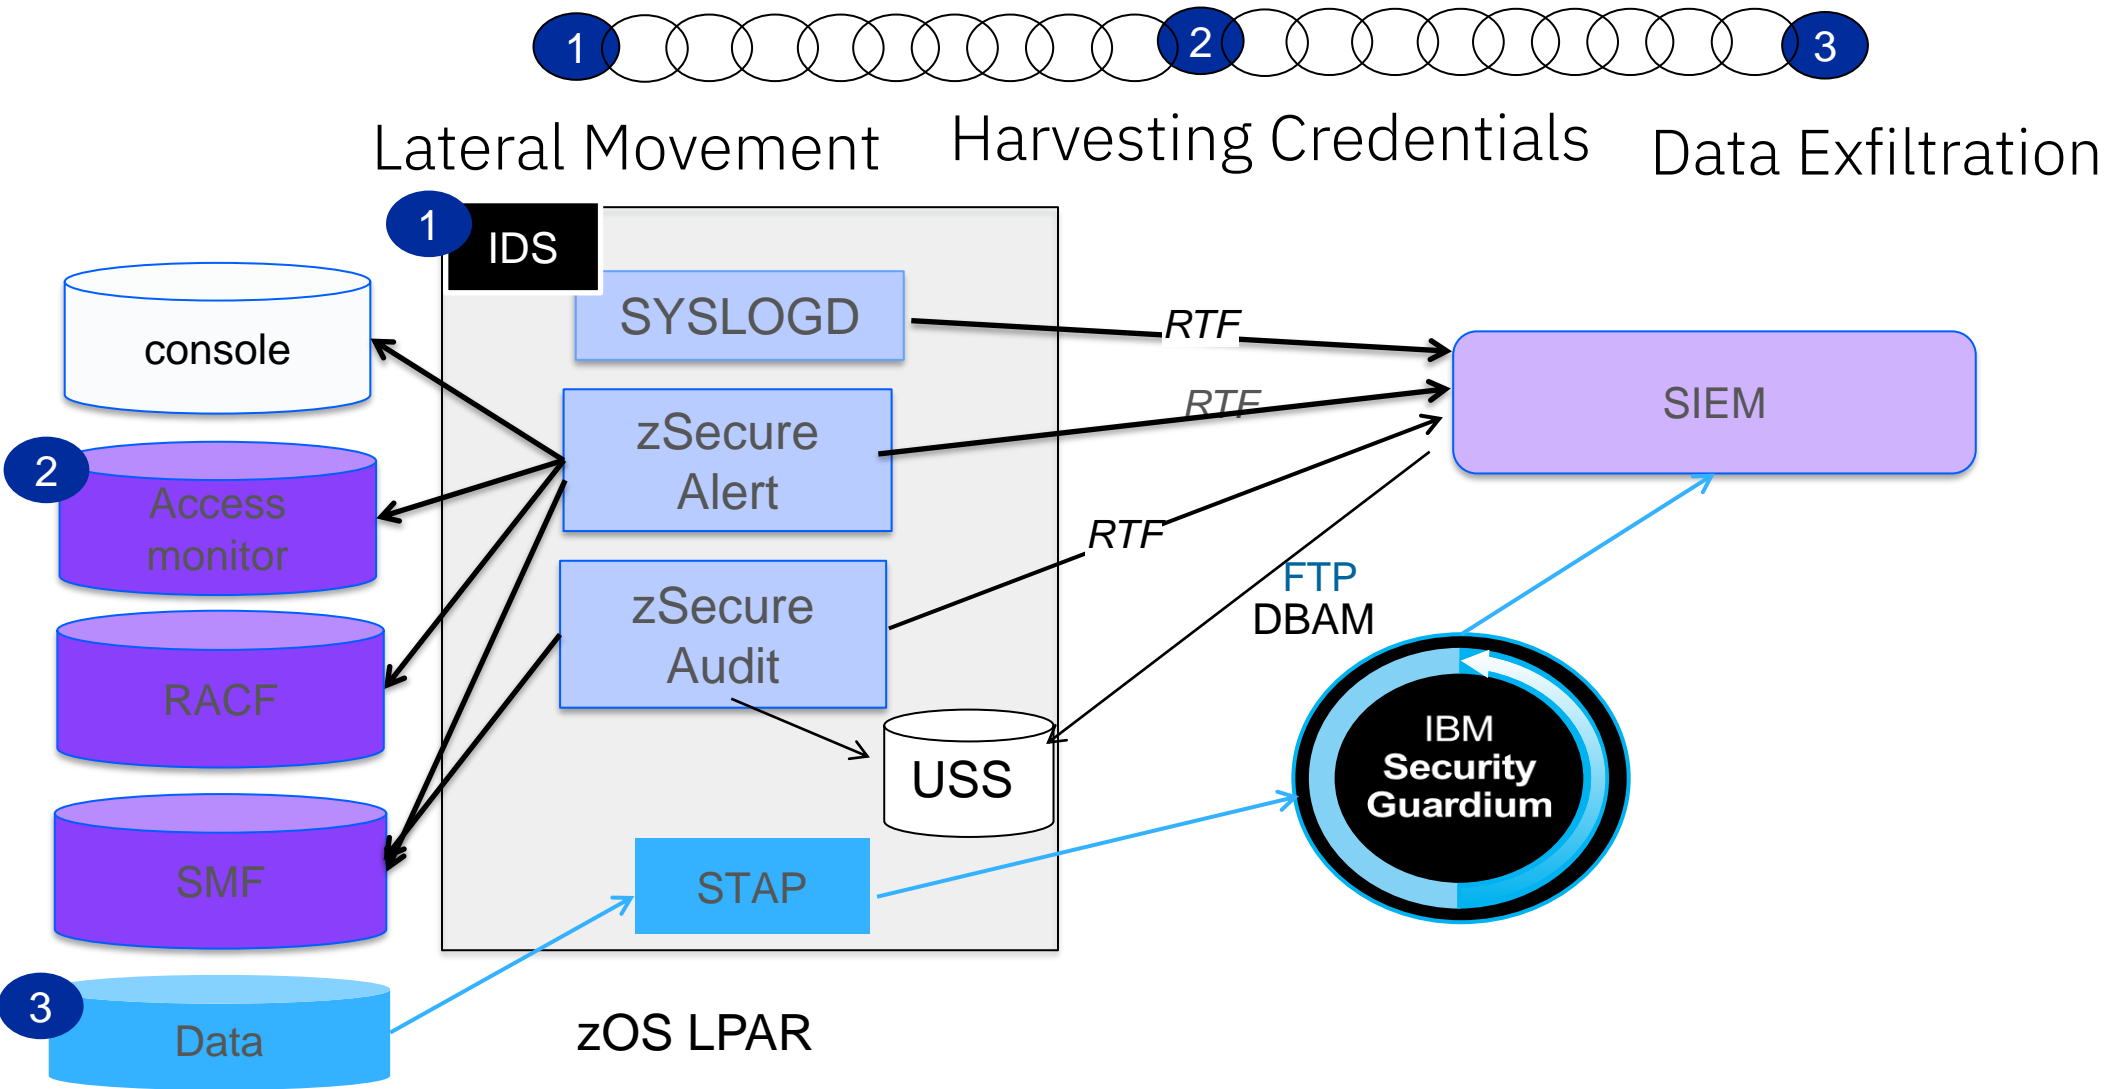 1
2
3
Lateral Movement
Harvesting Credentials
Data Exfiltration
1
IDS
SYSLOGD
RTF
console
zSecure
Alert
RTF
SIEM
2
Access
monitor
RTF
zSecure
Audit
FTP
DBAM
RACF
USS
IBM
Security
Guardium
SMF
STAP
3
Data
zOS LPAR